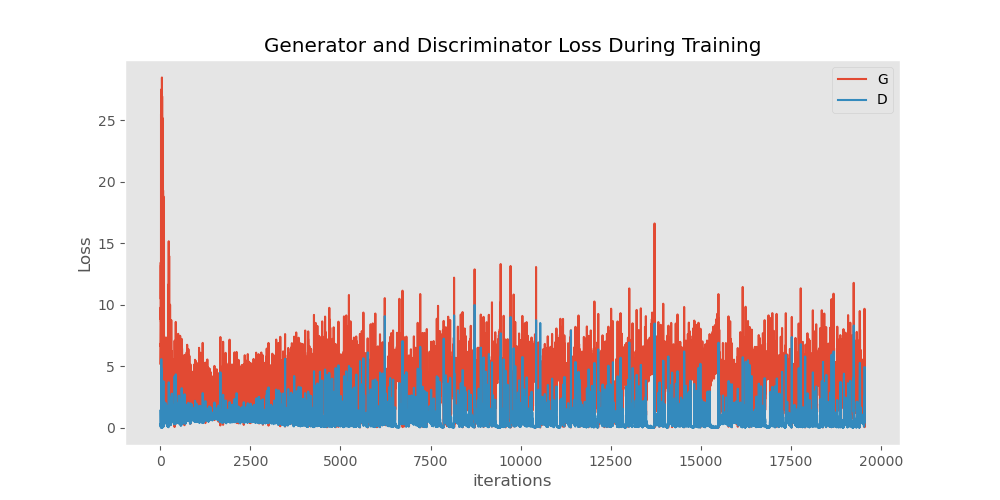 Generator and Discriminator Loss During Training
G
D
25
20
15
10
5
0
Loss
0 2500 5000 7500 10000 12500 15000 17500 20000
iterations